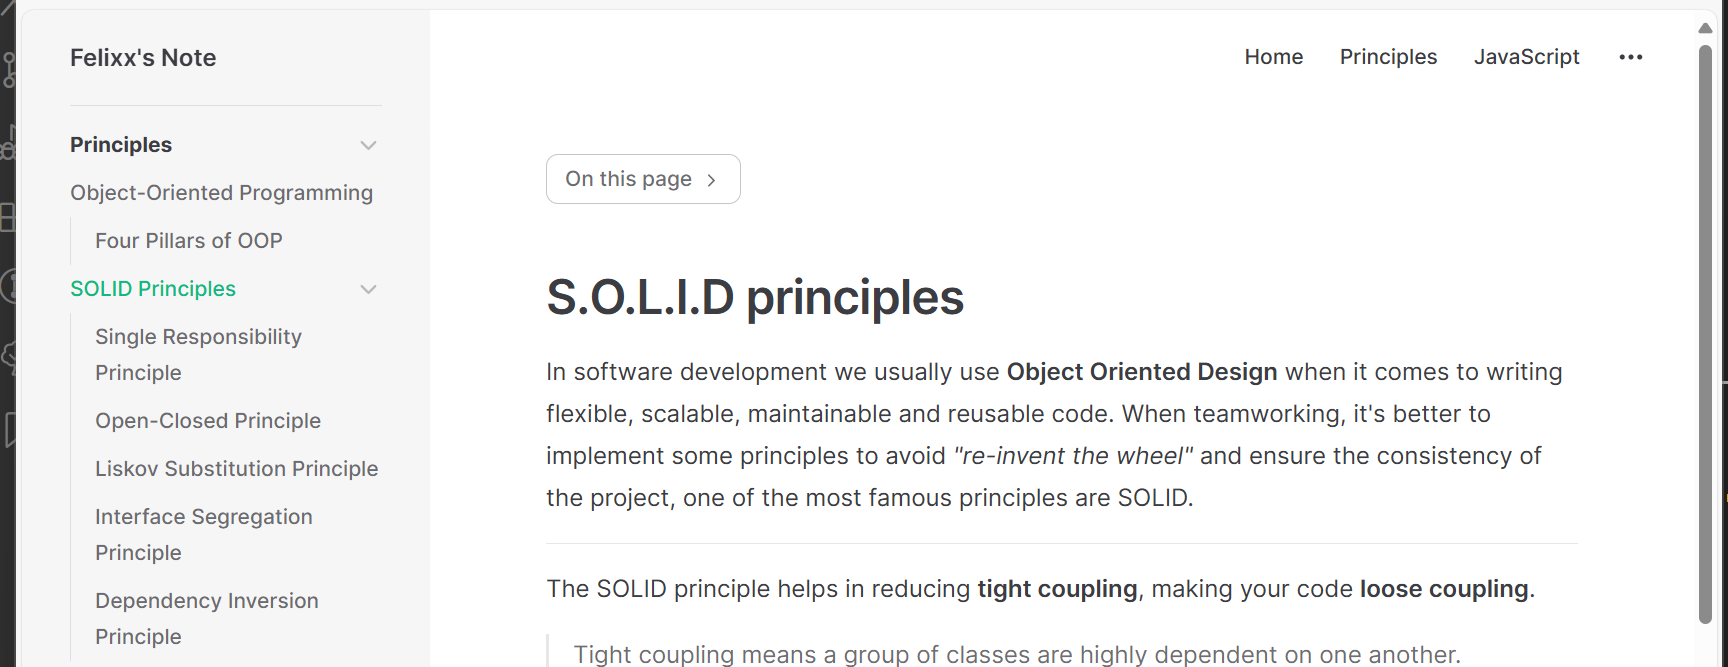 Felixx's Note
Home
Principles
JavaScript
Principles
Object-Oriented Programming
Four Pillars of OOP
SOLID Principles
Single Responsibility
Principle
Open-Closed Principle
Liskov Substitution Principle
Interface Segregation
Principle
Dependency Inversion
Principle
On this page
S.O.L.I.D principles
In software development we usually use Object Oriented Design when it comes to writing
flexible, scalable, maintainable and reusable code. When teamworking, it's better to
implement some principles to avoid "re-invent the wheel" and ensure the consistency of
the project, one of the most famous principles are SOLID.
The SOLID principle helps in reducing tight coupling, making your code loose coupling.
Tight coupling means a group of classes are highly dependent on one another.